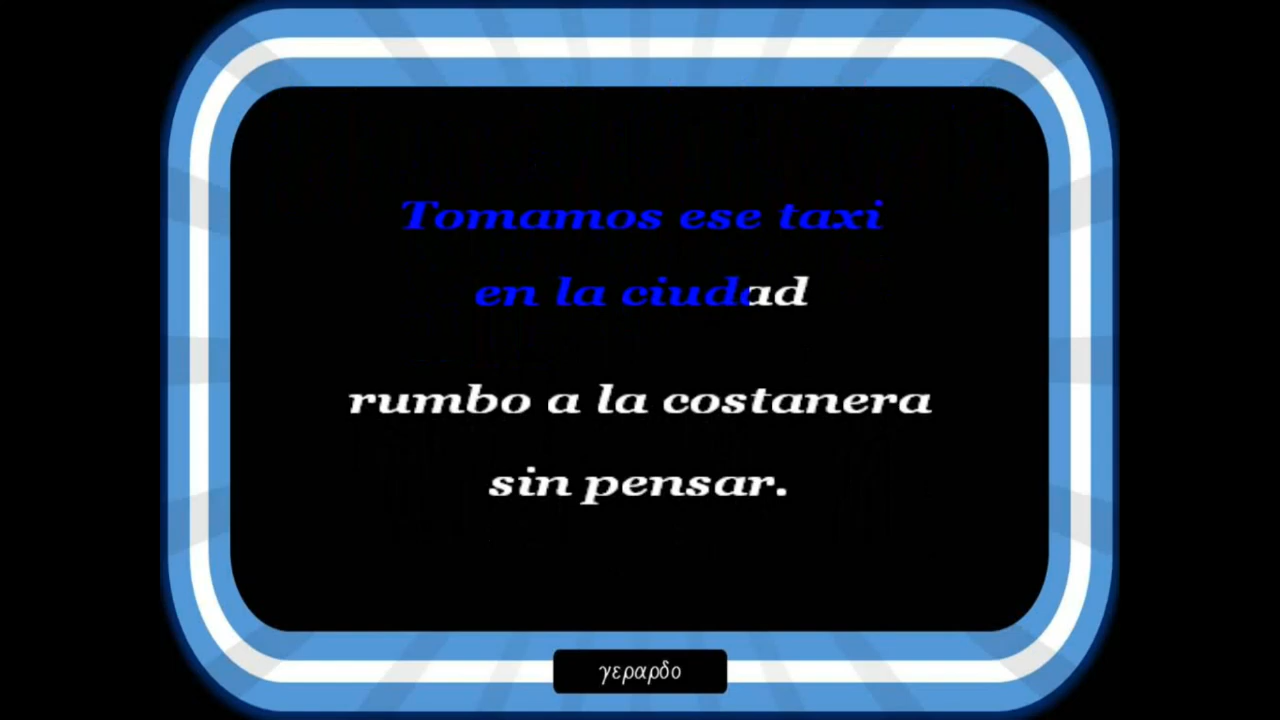 Tomamos ese taxi
en la ciudad
rumbo a la costanera
sin pensar.
γεραρδο